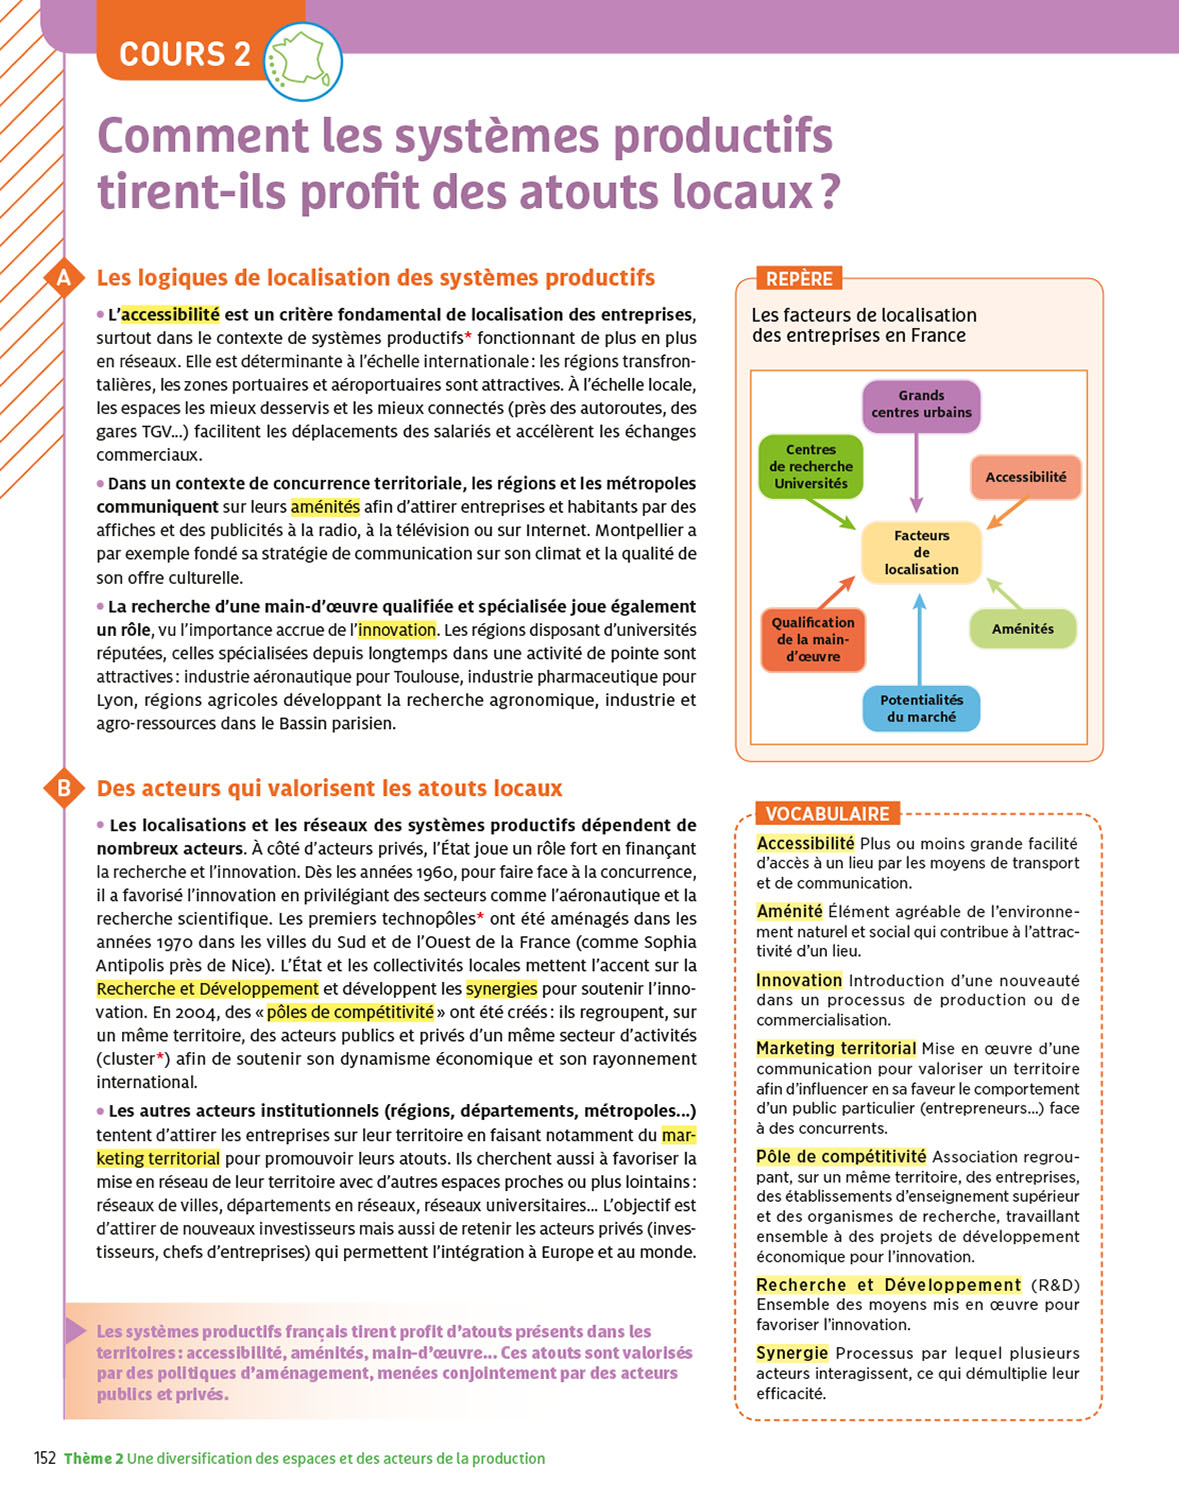 COURS 2
Comment les systèmes productifs
tirent-ils profit des atouts locaux ?
A Les logiques de localisation des systèmes productifs
• L'accessibilité est un critère fondamental de localisation des entreprises,
surtout dans le contexte de systèmes productifs* fonctionnant de plus en plus
en réseaux. Elle est déterminante à l'échelle internationale : les régions transfron-
talières, les zones portuaires et aéroportuaires sont attractives. À l'échelle locale,
les espaces les mieux desservis et les mieux connectés (près des autoroutes, des
gares TGV...) facilitent les déplacements des salariés et accélèrent les échanges
commerciaux.
• Dans un contexte de concurrence territoriale, les régions et les métropoles
communiquent sur leurs aménités afin d'attirer entreprises et habitants par des
affiches et des publicités à la radio, à la télévision ou sur Internet. Montpellier a
par exemple fondé sa stratégie de communication sur son climat et la qualité de
son offre culturelle.
• La recherche d'une main-d'œuvre qualifiée et spécialisée joue également
un rôle, vu l'importance accrue de l'innovation. Les régions disposant d'universités
réputées, celles spécialisées depuis longtemps dans une activité de pointe sont
attractives : industrie aéronautique pour Toulouse, industrie pharmaceutique pour
Lyon, régions agricoles développant la recherche agronomique, industrie et
agro-ressources dans le Bassin parisien.
B Des acteurs qui valorisent les atouts locaux
• Les localisations et les réseaux des systèmes productifs dépendent de
nombreux acteurs. À côté d'acteurs privés, l'État joue un rôle fort en finançant
la recherche et l'innovation. Dès les années 1960, pour faire face à la concurrence,
il a favorisé l'innovation en privilégiant des secteurs comme l'aéronautique et la
recherche scientifique. Les premiers technopôles* ont été aménagés dans les
années 1970 dans les villes du Sud et de l'Ouest de la France (comme Sophia
Antipolis près de Nice). L'État et les collectivités locales mettent l'accent sur la
Recherche et Développement et développent les synergies pour soutenir l'inno-
vation. En 2004, des « pôles de compétitivité » ont été créés : ils regroupent, sur
un même territoire, des acteurs publics et privés d'un même secteur d'activités
(cluster*) afin de soutenir son dynamisme économique et son rayonnement
international.
• Les autres acteurs institutionnels (régions, départements, métropoles...)
tentent d'attirer les entreprises sur leur territoire en faisant notamment du mar-
keting territorial pour promouvoir leurs atouts. Ils cherchent aussi à favoriser la
mise en réseau de leur territoire avec d'autres espaces proches ou plus lointains :
réseaux de villes, départements en réseaux, réseaux universitaires... L'objectif est
d'attirer de nouveaux investisseurs mais aussi de retenir les acteurs privés (inves-
tisseurs, chefs d'entreprises) qui permettent l'intégration à Europe et au monde.
Les systèmes productifs français tirent profit d'atouts présents dans les
territoires : accessibilité, aménités, main-d'œuvre... Ces atouts sont valorisés
par des politiques d'aménagement, menées conjointement par des acteurs
publics et privés.
REPÈRE
Les facteurs de localisation
des entreprises en France
Grands
centres urbains
Centres
de recherche
Universités
Accessibilité
Facteurs
de
localisation
Qualification
de la main-
d'œuvre
Aménités
Potentialités
du marché
VOCABULAIRE
Accessibilité Plus ou moins grande facilité
d'accès à un lieu par les moyens de transport
et de communication.
Aménité Élément agréable de l'environne-
ment naturel et social qui contribue à l'attrac-
tivité d'un lieu.
Innovation Introduction d'une nouveauté
dans un processus de production ou de
commercialisation.
Marketing territorial Mise en œuvre d'une
communication pour valoriser un territoire
afin d'influencer en sa faveur le comportement
d'un public particulier (entrepreneurs...) face
à des concurrents.
Pôle de compétitivité Association regrou-
pant, sur un même territoire, des entreprises,
des établissements d'enseignement supérieur
et des organismes de recherche, travaillant
ensemble à des projets de développement
économique pour l'innovation.
Recherche et Développement (R&D)
Ensemble des moyens mis en œuvre pour
favoriser l'innovation.
Synergie Processus par lequel plusieurs
acteurs interagissent, ce qui démultiplie leur
efficacité.
152 Thème 2 Une diversification des espaces et des acteurs de la production